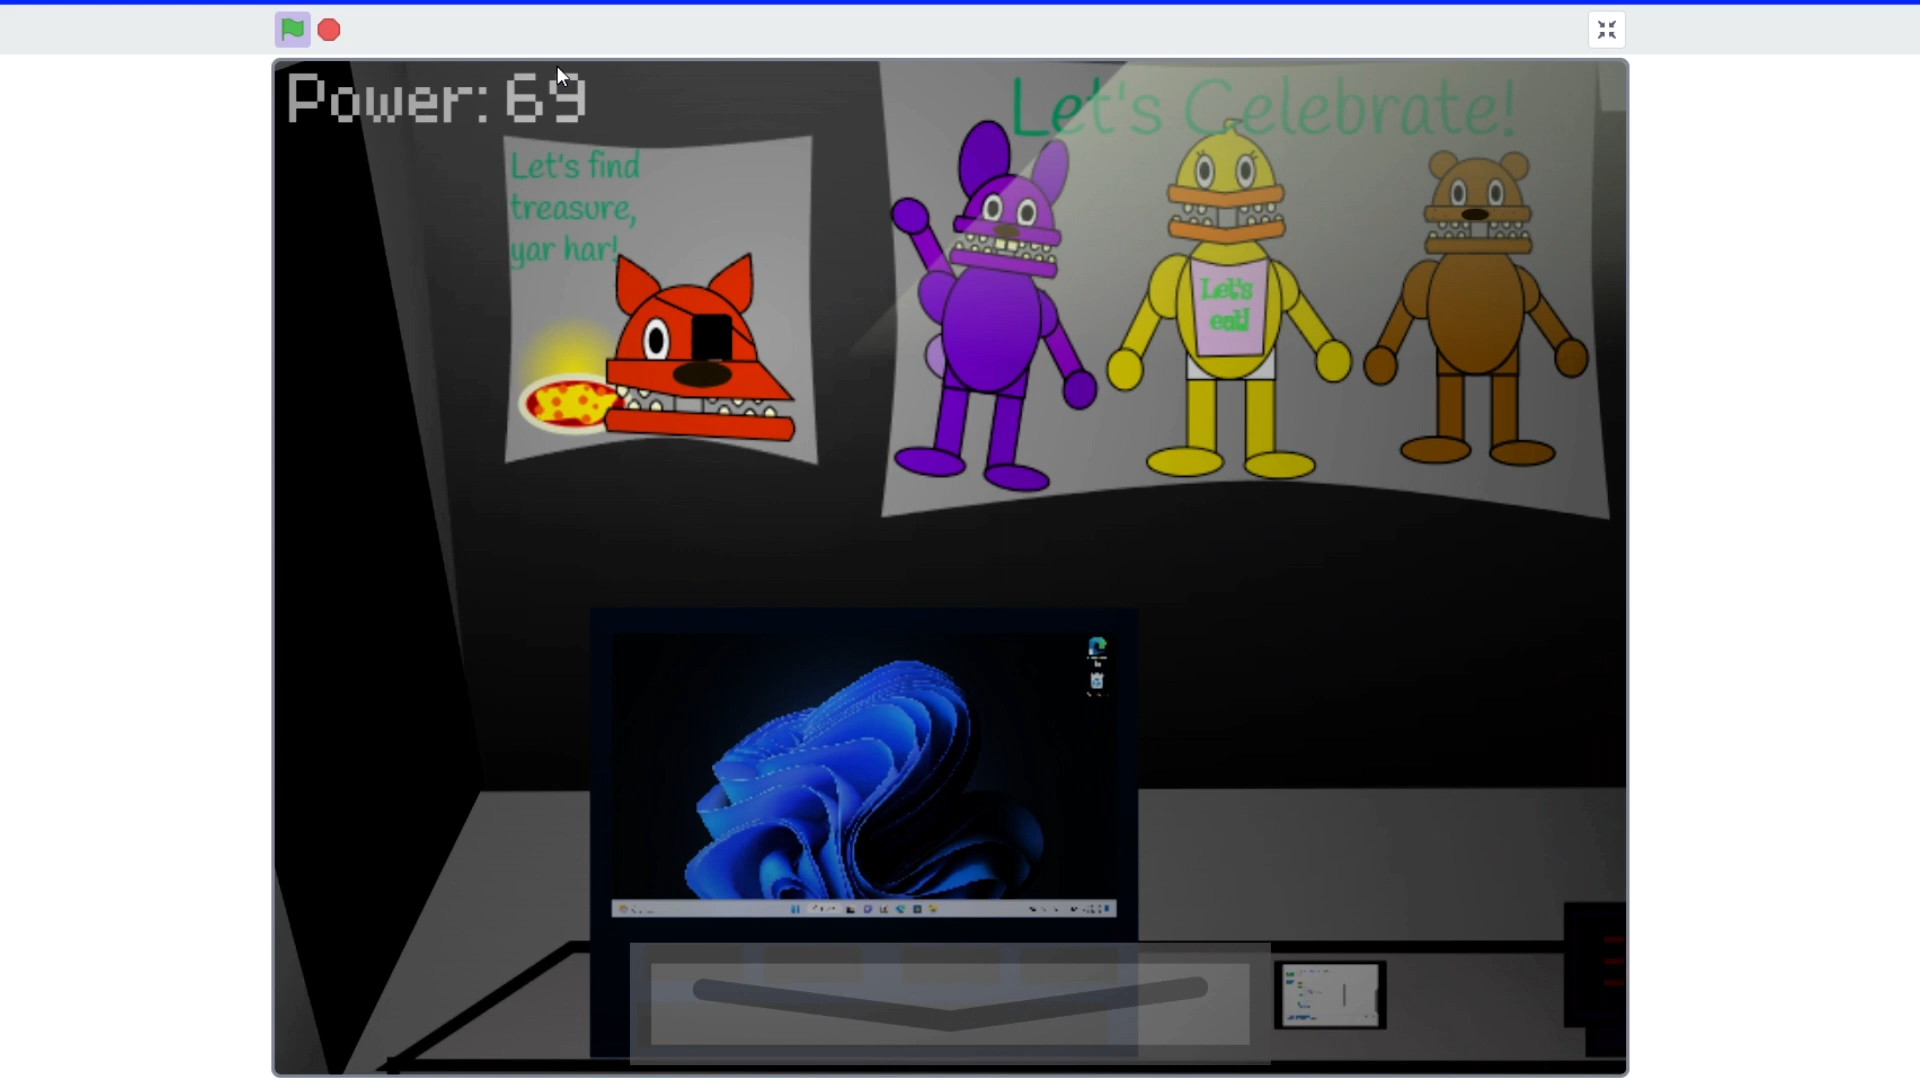 Power: 69
Let's Celebrate!
Let's find
treasure,
yar har!
Let's
eat!